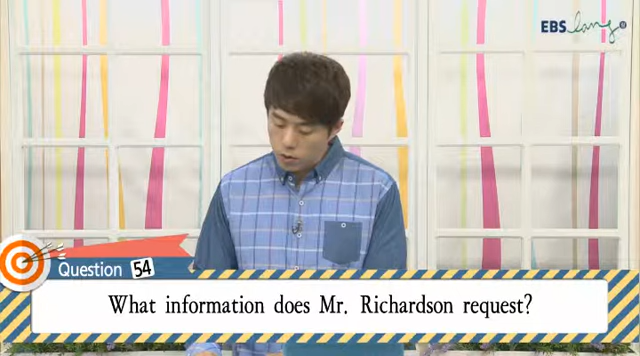 EBS lang
Question 54
What information does Mr. Richardson request?